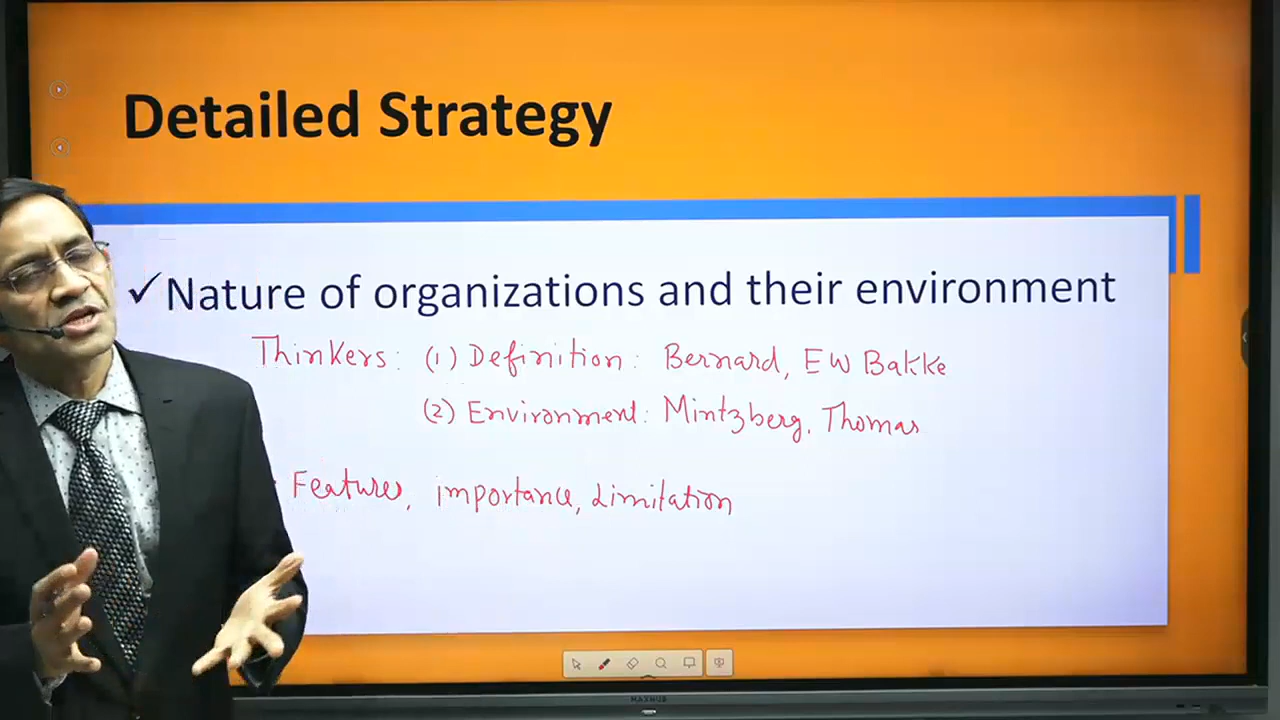 Detailed Strategy
✓Nature of organizations and their environment
Thinkers: (1) Definition: Bernard, E W Bakke
(2) Environment: Mintzberg, Thomas
Features, importance, Limitation
MAXHUB